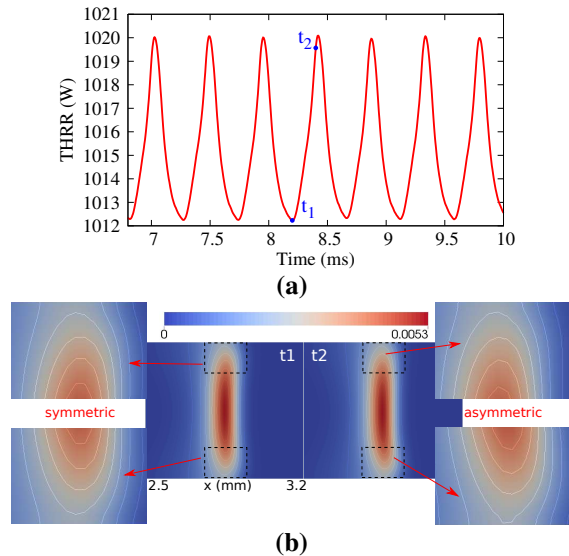 1021
1020
1019
1018
1017
1016
1015
1014
1013
1012
THRR (W)
t2
t1
7 7.5 8 8.5 9 9.5 10
Time (ms)
(a)
0 0.0053
t1 t2
symmetric
asymmetric
2.5 x (mm) 3.2
(b)